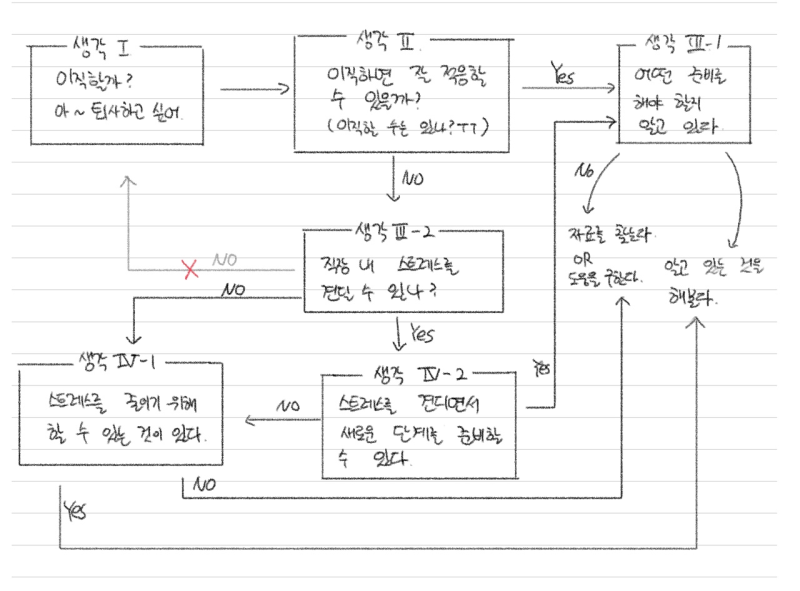 생각 I
이직할까?
아~ 퇴사하고 싶어
생각 II
이직하면 잘 적응할
수 있을까?
(이직할 수는 있나?ㅜㅜ)
Yes
생각 III-1
어떤 준비를
해야 할지
알고 있다.
NO
No
생각 III-2
직장 내 스트레스를
견딜 수 있나?
NO
NO
Yes
자료를 찾는다.
OR
도움을 구한다.
알고 있는 것을
해본다.
생각 IV-1
스트레스를 줄이기 위해
할 수 있는 것이 있다.
NO
생각 IV-2
스트레스를 견디면서
새로운 단계를 준비할
수 있다.
Yes
NO
Yes